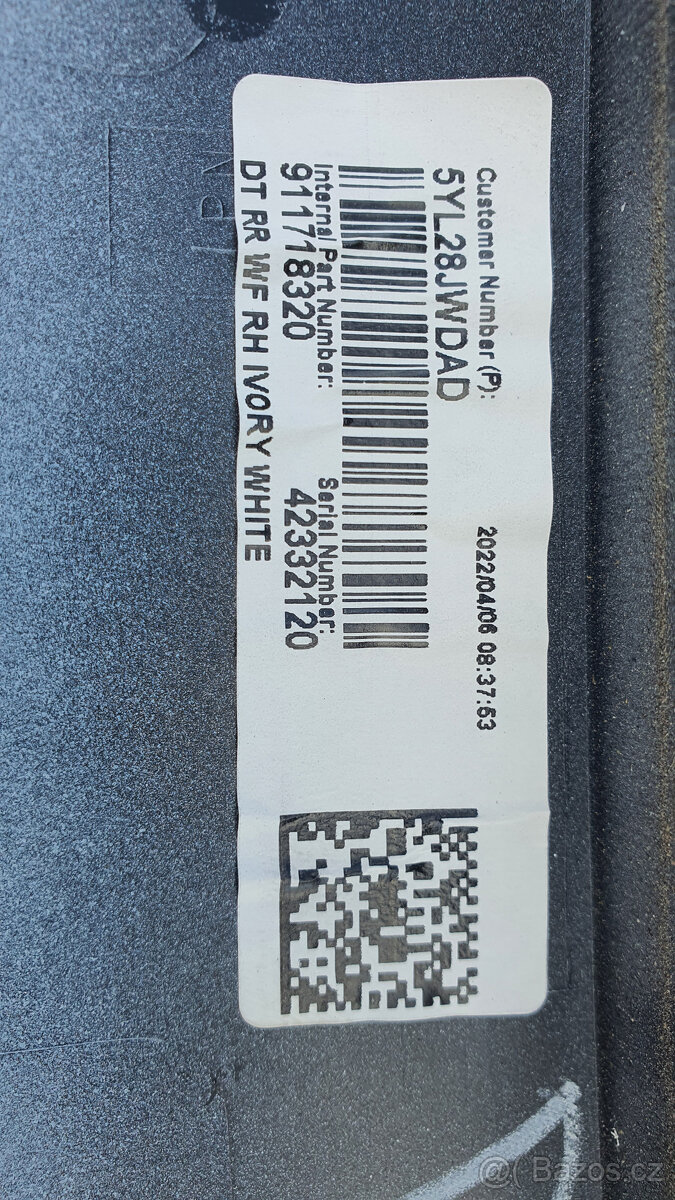 Customer Number (P):
2022/04/06 08:37:53
5YL28JWDAD
Internal Part Number:
Serial Number:
911718320
42332120
DT RR WF RH IVORY WHITE
@( Bazos.cz